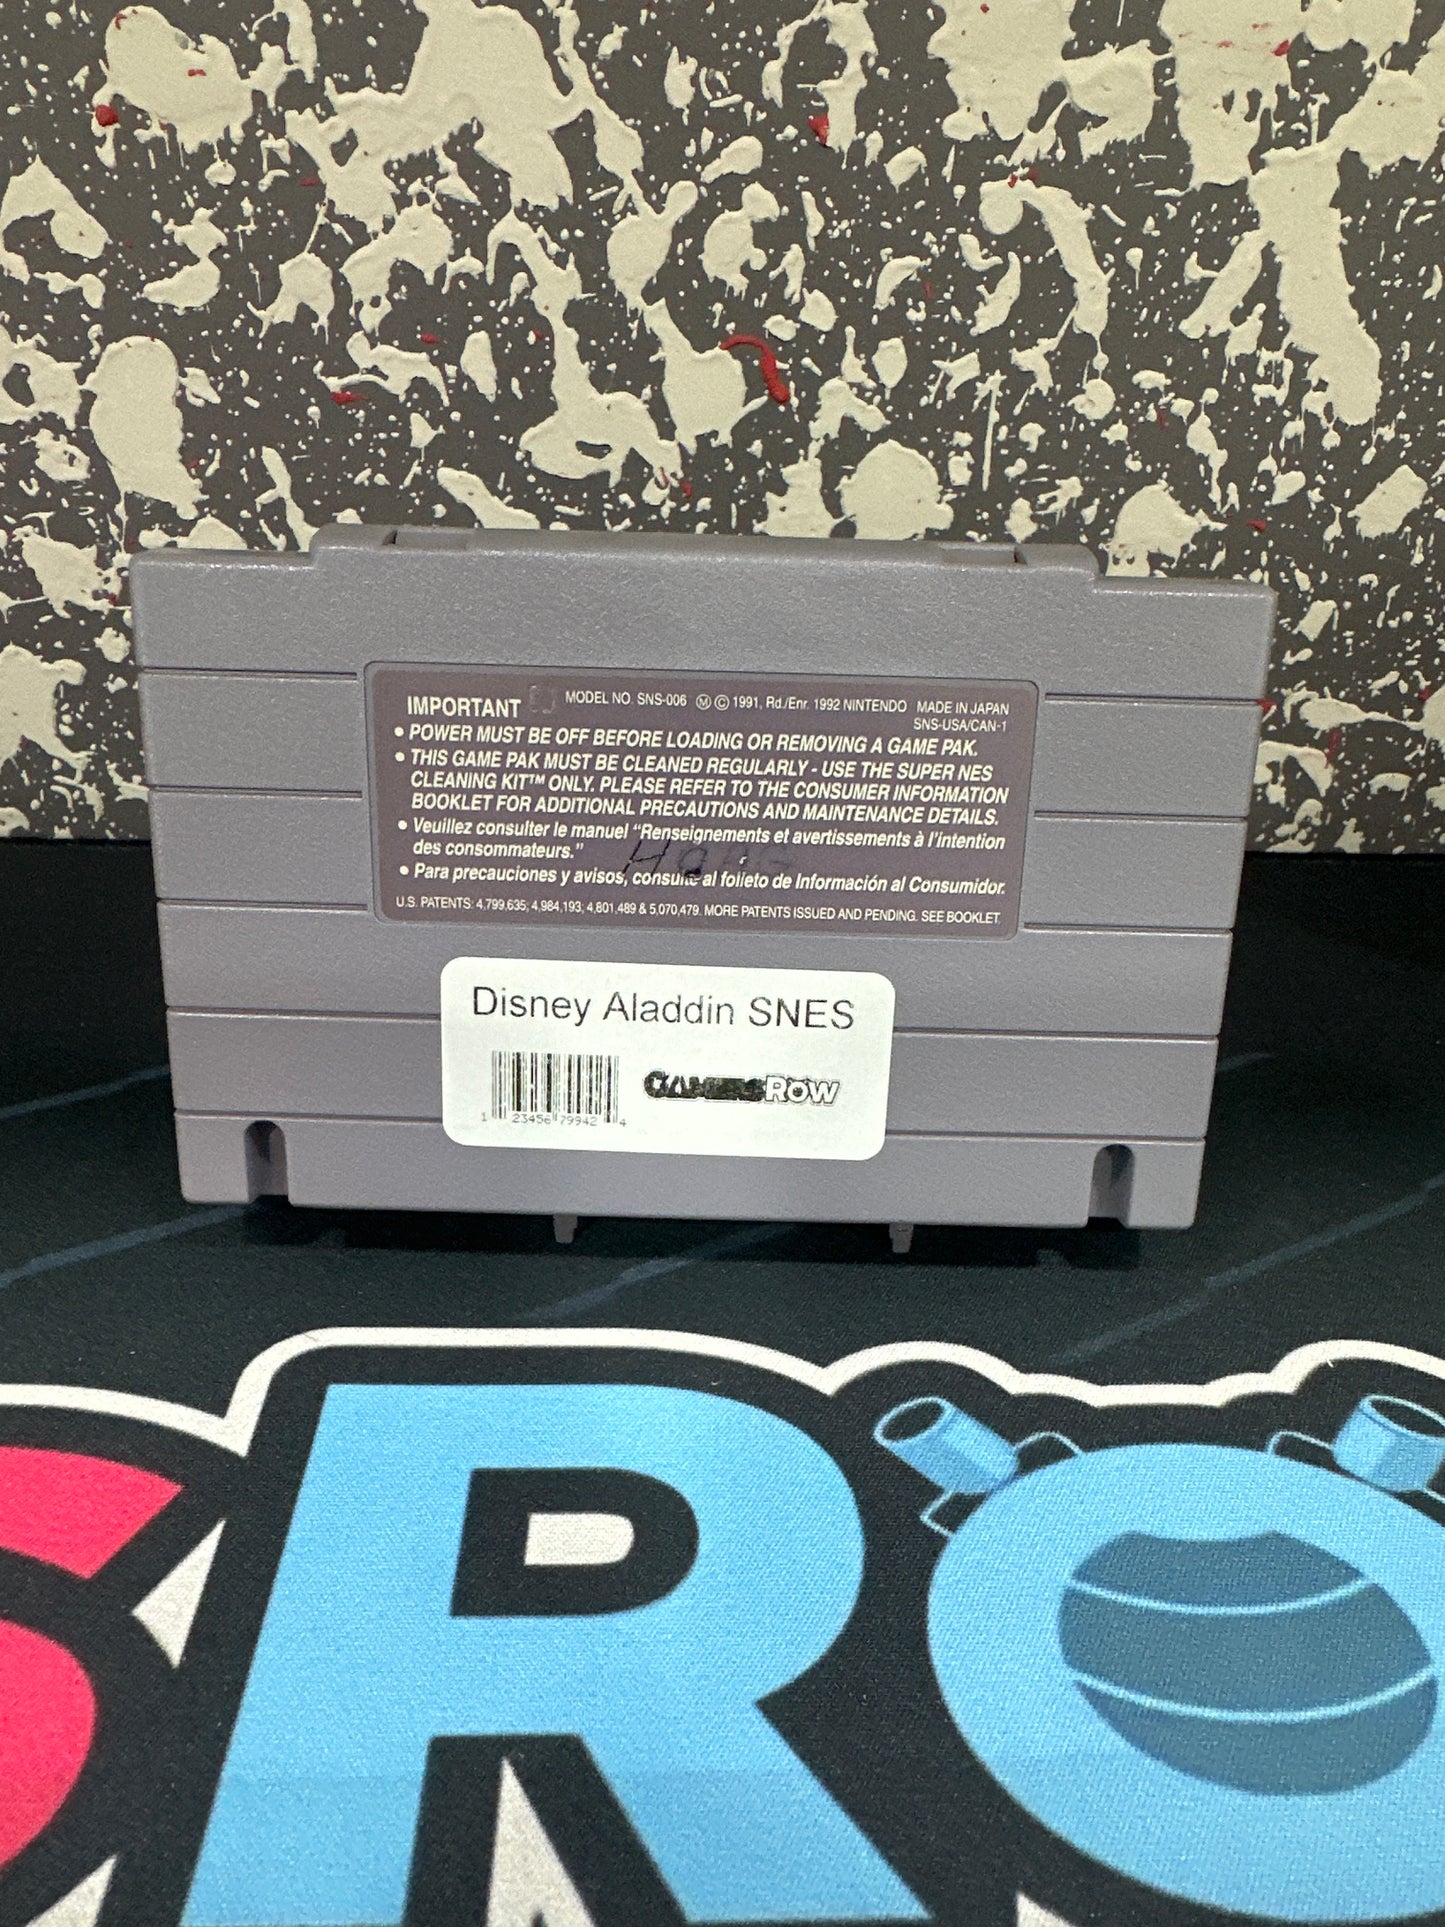 IMPORTANT MODEL NO. SNS-006 Ⓜ © 1991, Rd./Enr. 1992 NINTENDO MADE IN JAPAN
SNS-USA/CAN-1
• POWER MUST BE OFF BEFORE LOADING OR REMOVING A GAME PAK.
• THIS GAME PAK MUST BE CLEANED REGULARLY - USE THE SUPER NES
CLEANING KIT™ ONLY. PLEASE REFER TO THE CONSUMER INFORMATION
BOOKLET FOR ADDITIONAL PRECAUTIONS AND MAINTENANCE DETAILS.
• Veuillez consulter le manuel "Renseignements et avertissements à l'intention
des consommateurs."
• Para precauciones y avisos, consulte al folleto de Información al Consumidor.
U.S. PATENTS: 4,799,635; 4,984,193; 4,801,489 & 5,070,479. MORE PATENTS ISSUED AND PENDING. SEE BOOKLET
Disney Aladdin SNES
GAMERSROW
1 23456 79942 4
SRO